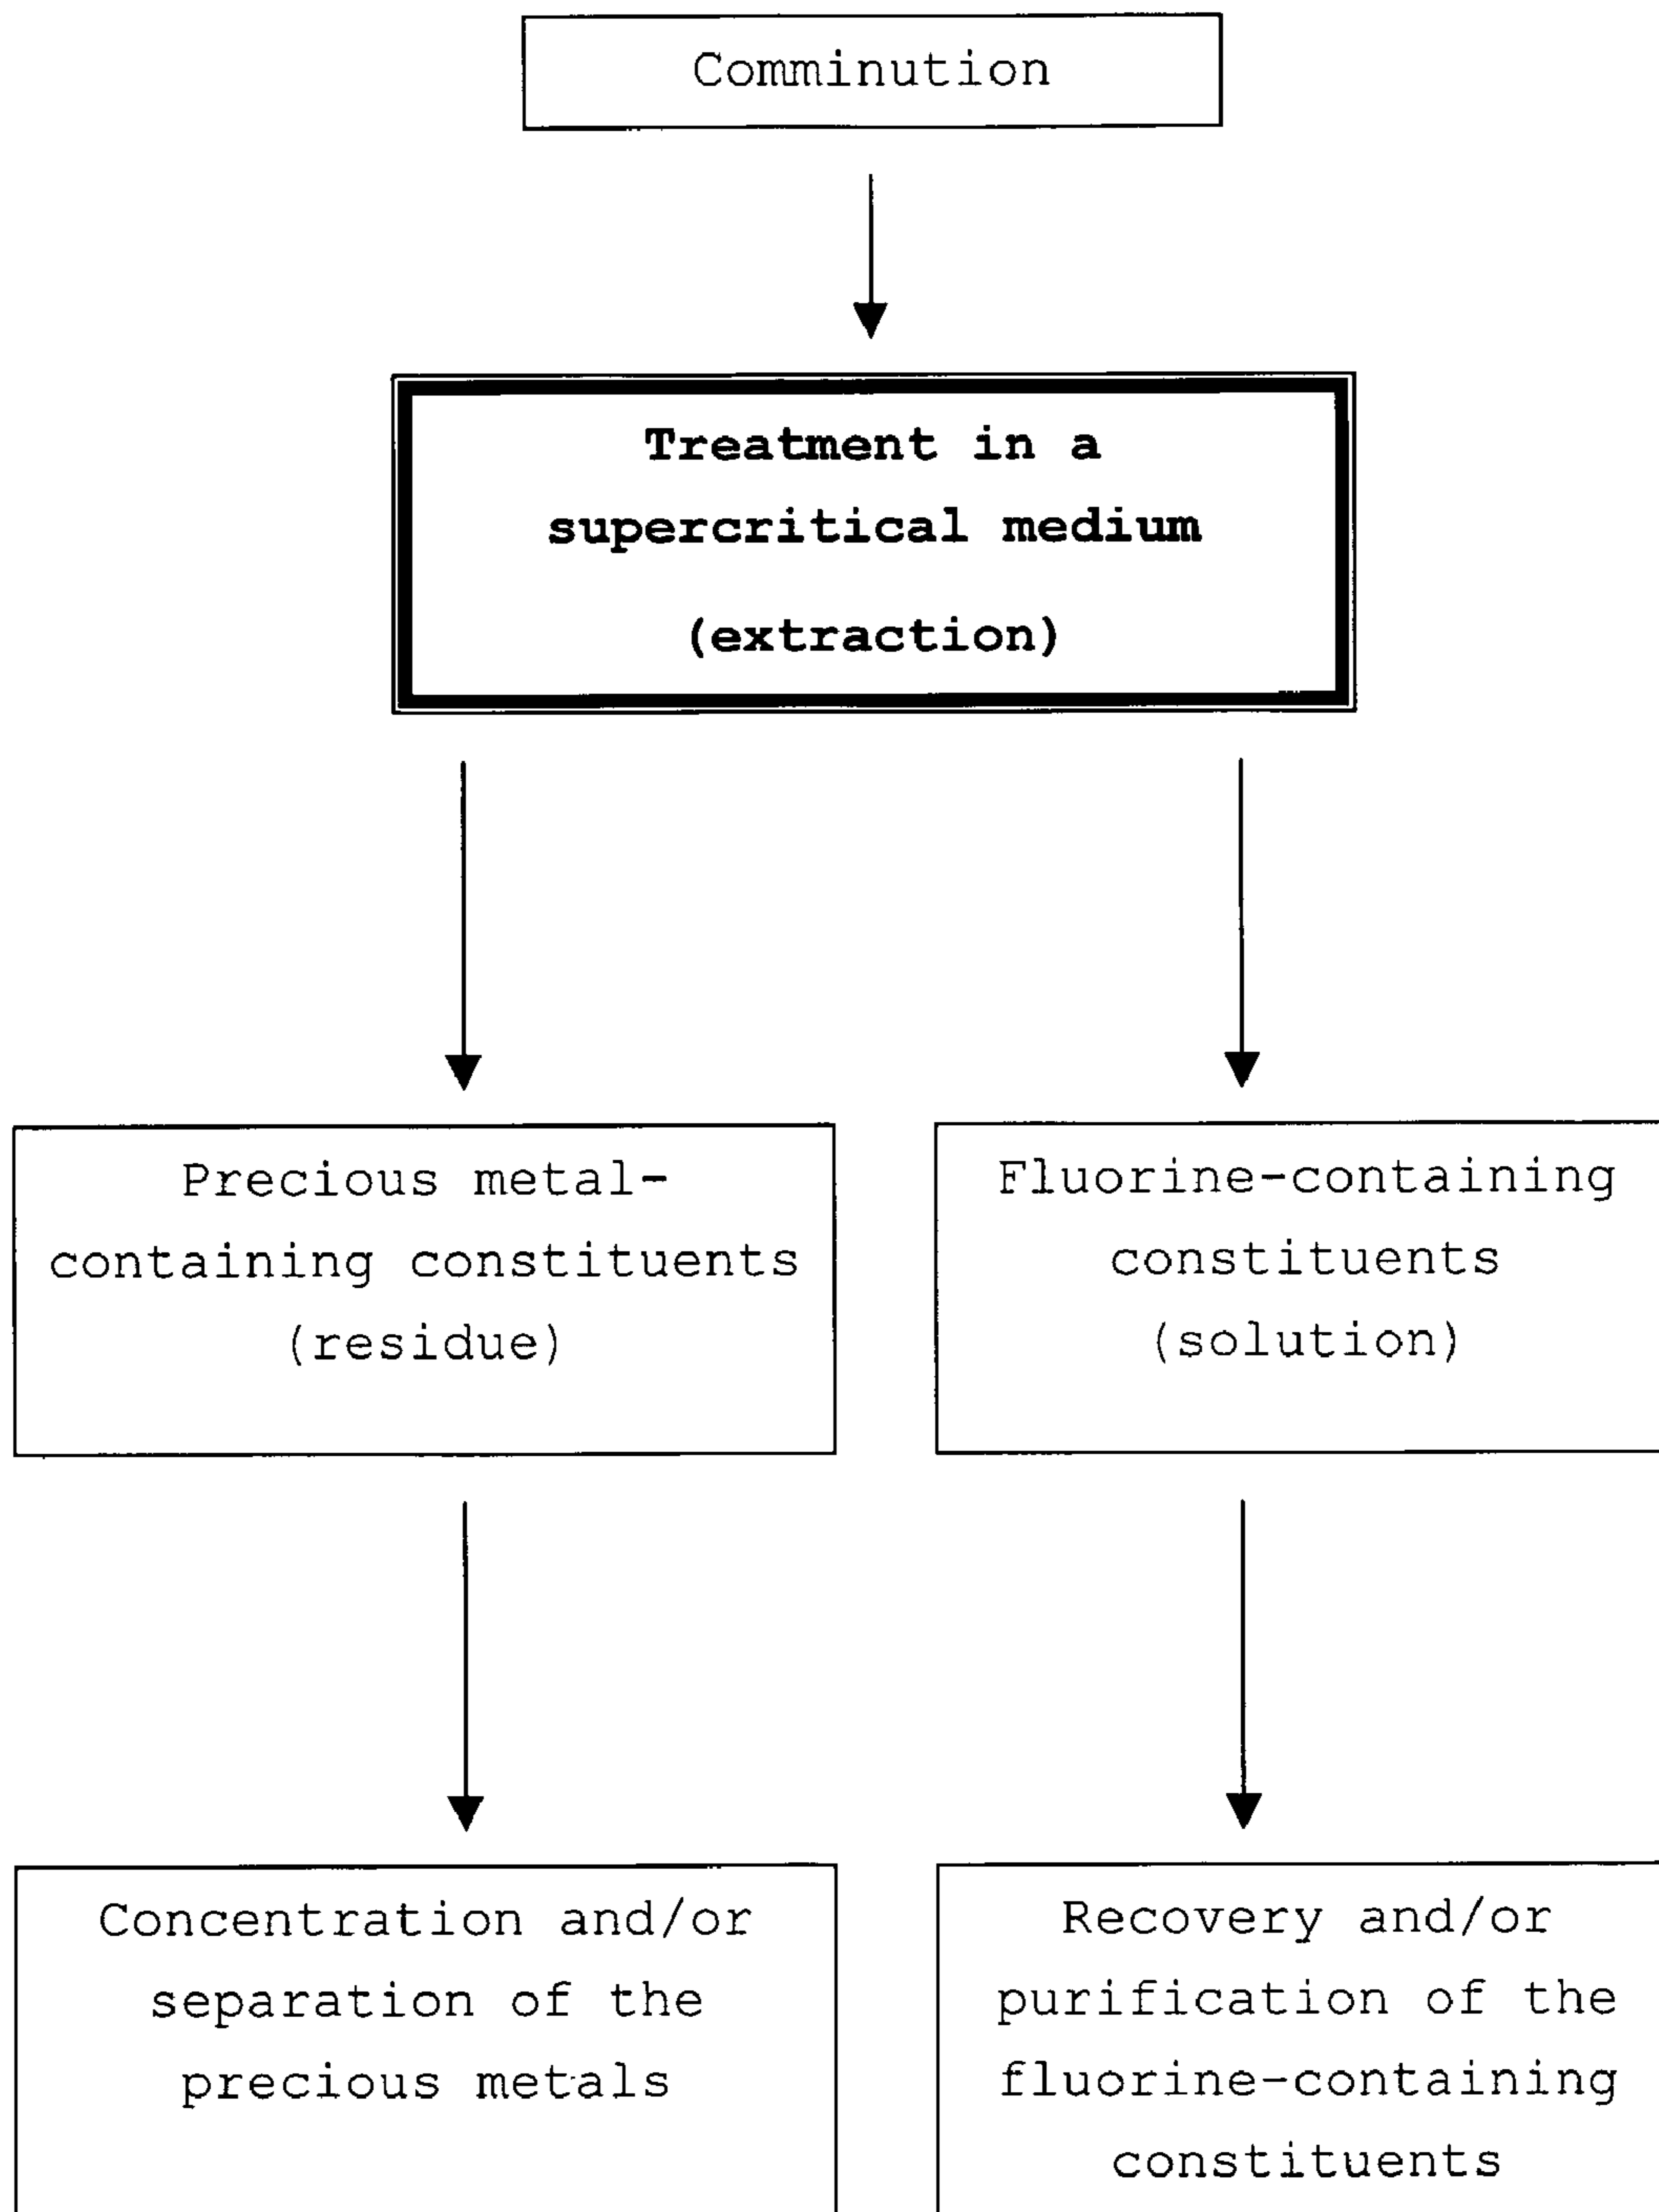 Comminution
Treatment in a
supercritical medium
(extraction)
Precious metal-
containing constituents
(residue)
Fluorine-containing
constituents
(solution)
Concentration and/or
separation of the
precious metals
Recovery and/or
purification of the
fluorine-containing
constituents